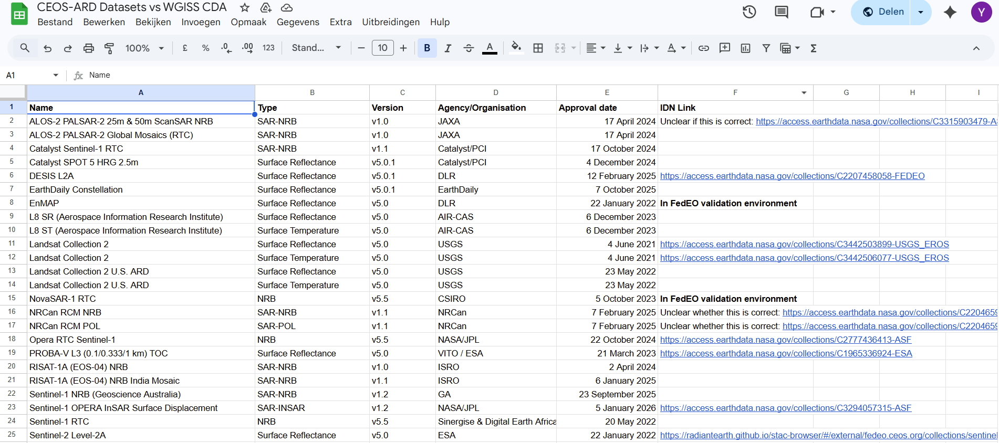 CEOS-ARD Datasets vs WGISS CDA
Bestand Bewerken Bekijken Invoegen Opmaak Gegevens Extra Uitbreidingen Hulp
Delen
Y
100% £ % .0 .00 123 Stand... 10 B I A A Σ
A1 fx Name
A B C D E F G H I
1 Name Type Version Agency/Organisation Approval date IDN Link
2 ALOS-2 PALSAR-2 25m & 50m ScanSAR NRB SAR-NRB v1.0 JAXA 17 April 2024 Unclear if this is correct: https://access.earthdata.nasa.gov/collections/C3315903479-A
3 ALOS-2 PALSAR-2 Global Mosaics (RTC) SAR-NRB v1.0 JAXA 17 April 2024
4 Catalyst Sentinel-1 RTC SAR-NRB v1.1 Catalyst/PCI 17 October 2024
5 Catalyst SPOT 5 HRG 2.5m Surface Reflectance v5.0.1 Catalyst/PCI 4 December 2024
6 DESIS L2A Surface Reflectance v5.0.1 DLR 12 February 2025 https://access.earthdata.nasa.gov/collections/C2207458058-FEDEO
7 EarthDaily Constellation Surface Reflectance v5.0.1 EarthDaily 7 October 2025
8 EnMAP Surface Reflectance v5.0 DLR 22 January 2022 In FedEO validation environment
9 L8 SR (Aerospace Information Research Institute) Surface Reflectance v5.0 AIR-CAS 6 December 2023
10 L8 ST (Aerospace Information Research Institute) Surface Temperature v5.0 AIR-CAS 6 December 2023
11 Landsat Collection 2 Surface Reflectance v5.0 USGS 4 June 2021 https://access.earthdata.nasa.gov/collections/C3442503899-USGS_EROS
12 Landsat Collection 2 Surface Temperature v5.0 USGS 4 June 2021 https://access.earthdata.nasa.gov/collections/C3442506077-USGS_EROS
13 Landsat Collection 2 U.S. ARD Surface Reflectance v5.0 USGS 23 May 2022
14 Landsat Collection 2 U.S. ARD Surface Temperature v5.0 USGS 23 May 2022
15 NovaSAR-1 RTC NRB v5.5 CSIRO 5 October 2023 In FedEO validation environment
16 NRCan RCM NRB SAR-NRB v1.1 NRCan 7 February 2025 Unclear whether this is correct: https://access.earthdata.nasa.gov/collections/C2204659
17 NRCan RCM POL SAR-POL v1.1 NRCan 7 February 2025 Unclear whether this is correct: https://access.earthdata.nasa.gov/collections/C2204659
18 Opera RTC Sentinel-1 NRB v5.5 NASA/JPL 22 October 2024 https://access.earthdata.nasa.gov/collections/C2777436413-ASF
19 PROBA-V L3 (0.1/0.333/1 km) TOC Surface Reflectance v5.0 VITO / ESA 21 March 2023 https://access.earthdata.nasa.gov/collections/C1965336924-ESA
20 RISAT-1A (EOS-04) NRB SAR-NRB v1.0 ISRO 2 April 2024
21 RISAT-1A (EOS-04) NRB India Mosaic SAR-NRB v1.1 ISRO 6 January 2025
22 Sentinel-1 NRB (Geoscience Australia) SAR-NRB v1.2 GA 23 September 2025
23 Sentinel-1 OPERA InSAR Surface Displacement SAR-INSAR v1.2 NASA/JPL 5 January 2026 https://access.earthdata.nasa.gov/collections/C3294057315-ASF
24 Sentinel-1 RTC NRB v5.5 Sinergise & Digital Earth Africa 20 May 2022
25 Sentinel-2 Level-2A Surface Reflectance v5.0 ESA 22 January 2022 https://radiantearth.github.io/stac-browser/#/external/fedeo.ceos.org/collections/sentinel